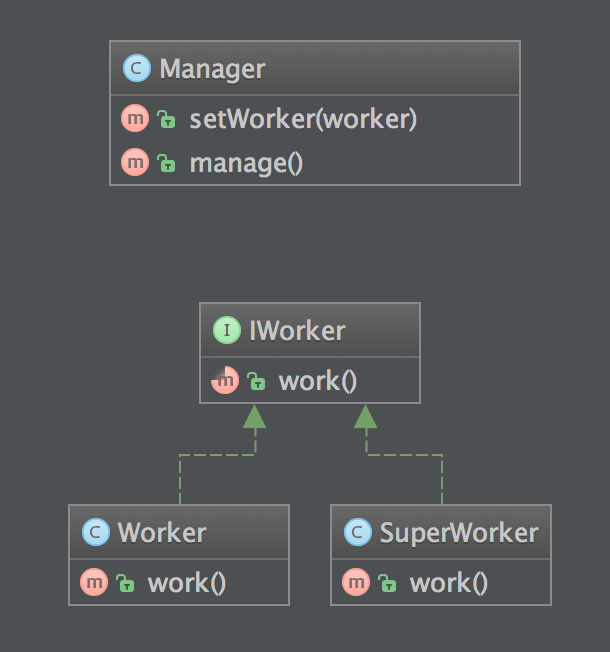 C Manager
m T setWorker(worker)
m T manage()
I IWorker
m T work()
C Worker
m T work()
C SuperWorker
m T work()